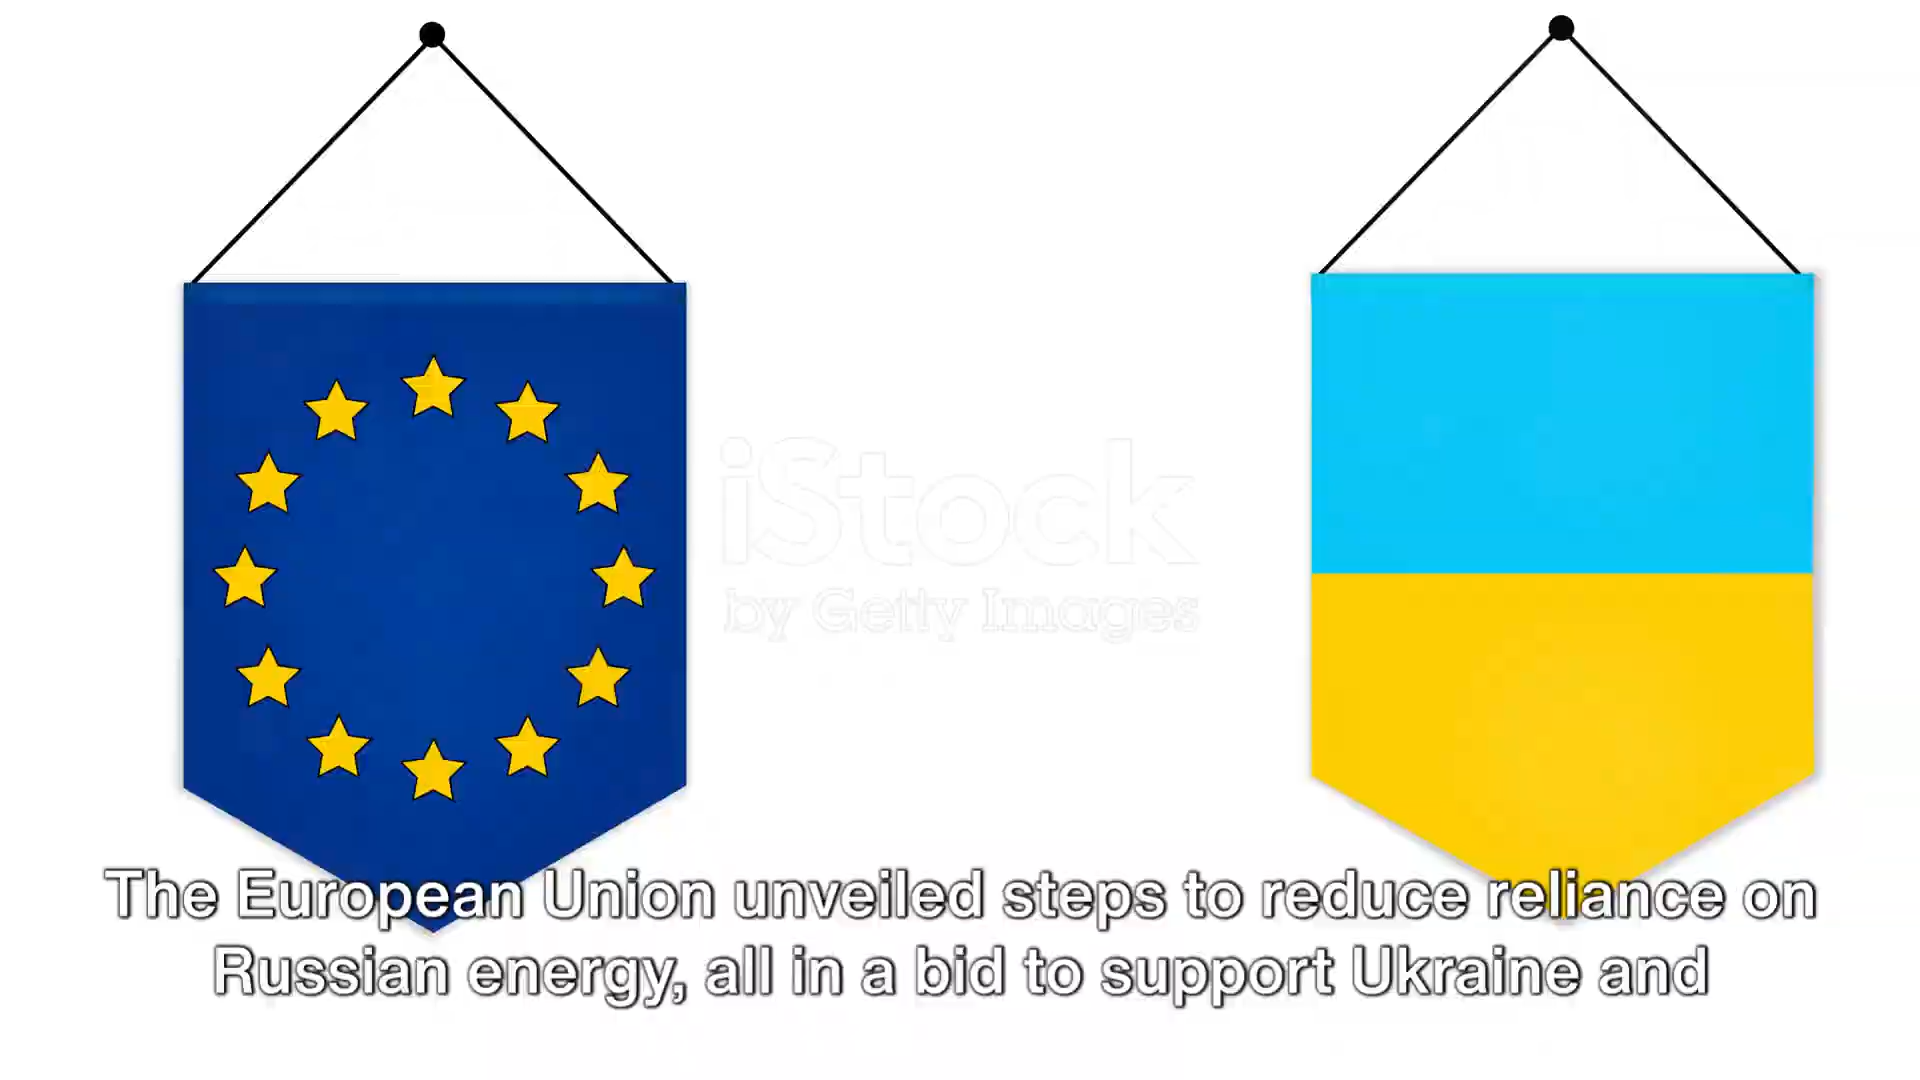 iStock
by Getty Images
The European Union unveiled steps to reduce reliance on
Russian energy, all in a bid to support Ukraine and